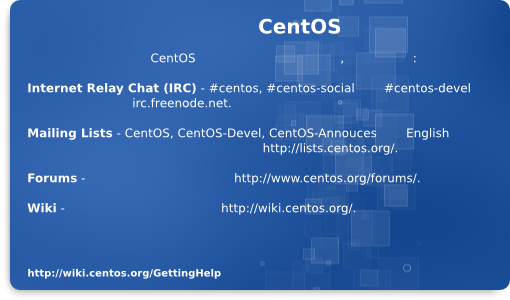 CentOS
CentOS , :
Internet Relay Chat (IRC) - #centos, #centos-social #centos-devel
irc.freenode.net.
Mailing Lists - CentOS, CentOS-Devel, CentOS-Annouces English
http://lists.centos.org/.
Forums - http://www.centos.org/forums/.
Wiki - http://wiki.centos.org/.
http://wiki.centos.org/GettingHelp